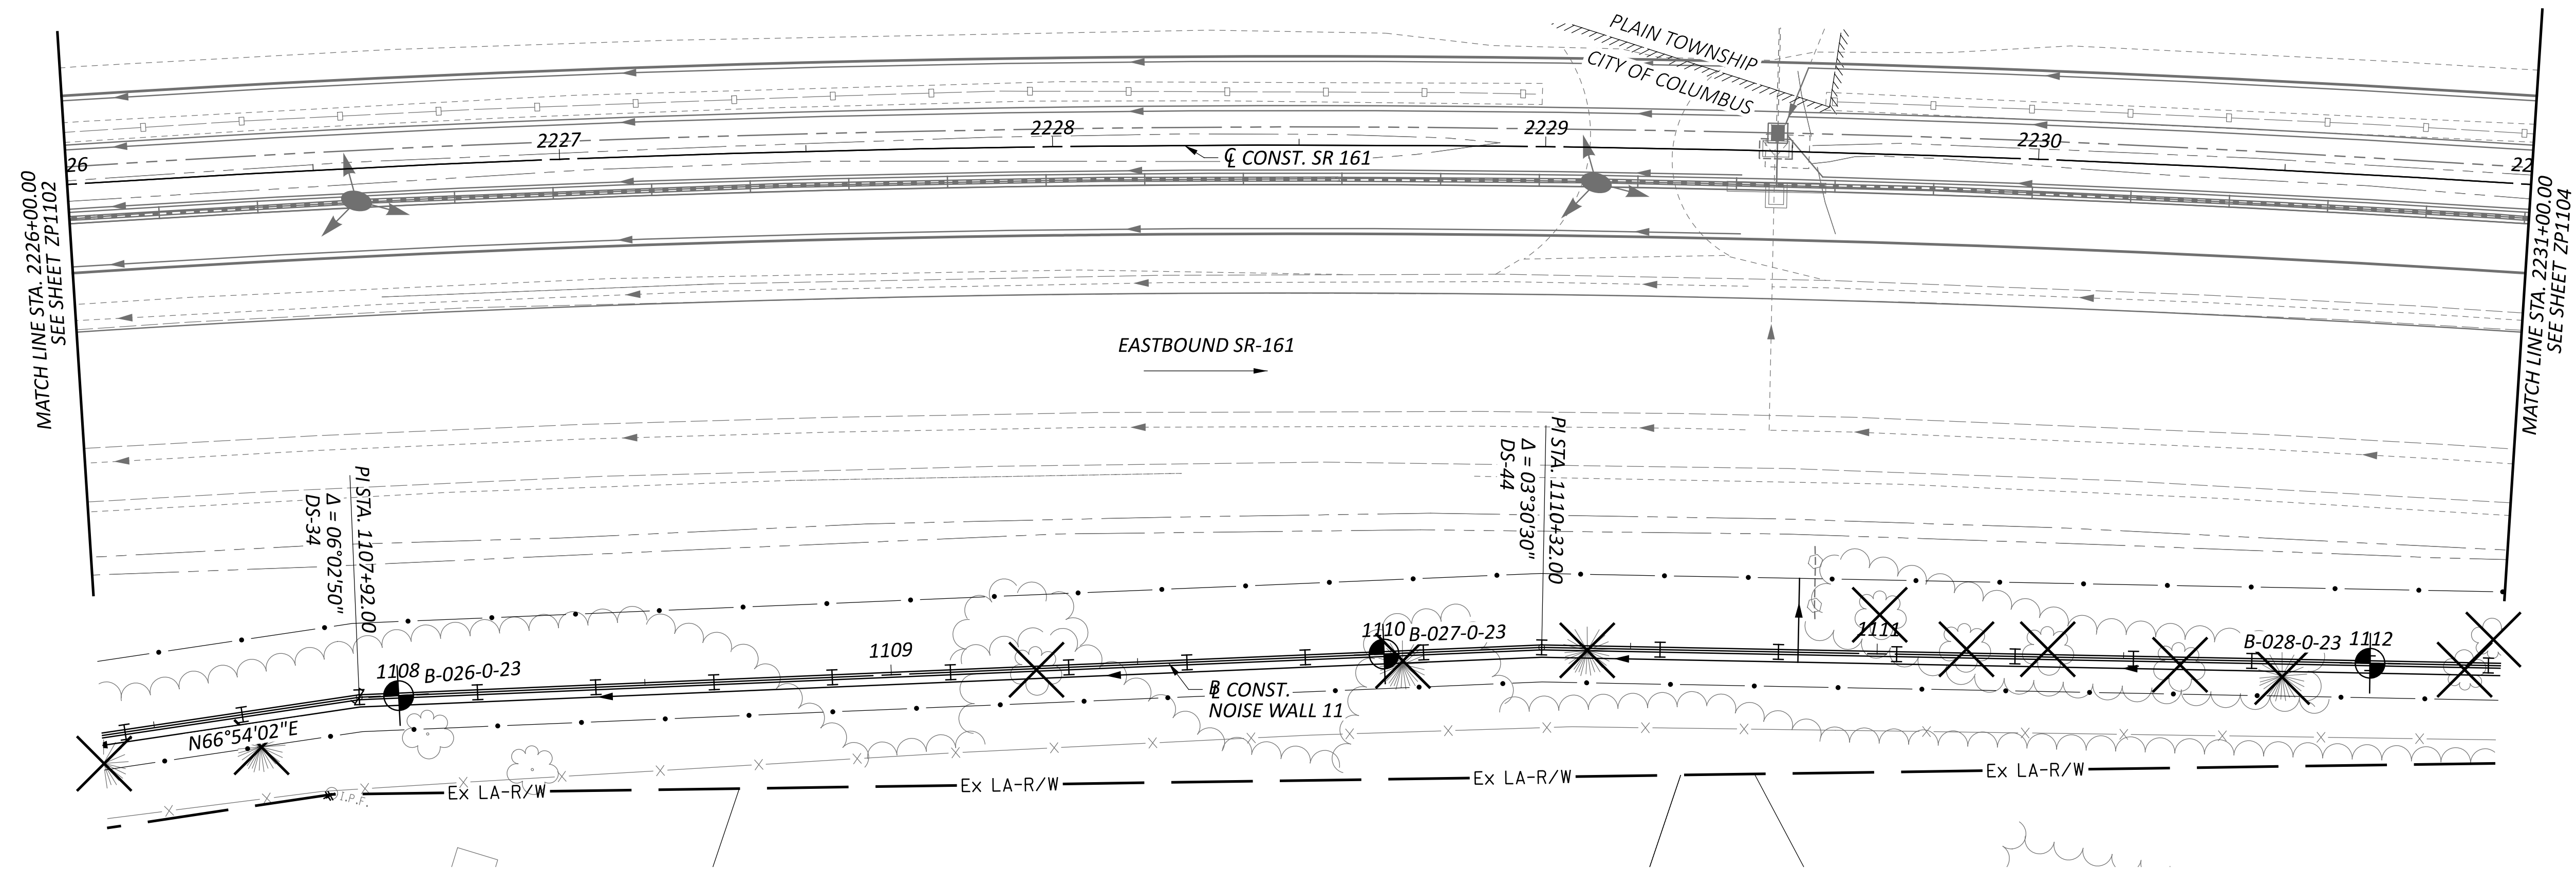 PLAIN TOWNSHIP
CITY OF COLUMBUS
26
2227
2228
2229
2230
22
℄ CONST. SR 161
MATCH LINE STA. 2226+00.00
SEE SHEET ZP1102
MATCH LINE STA. 2231+00.00
SEE SHEET ZP1104
EASTBOUND SR-161
PI STA. 1107+92.00
Δ = 06°02'50"
DS-34
PI STA. 1110+32.00
Δ = 03°30'30"
DS-44
1108
B-026-0-23
1109
1110
B-027-0-23
1111
B-028-0-23
1112
N66°54'02"E
BL CONST.
NOISE WALL 11
I.P.F.
Ex LA-R/W
Ex LA-R/W
Ex LA-R/W
Ex LA-R/W